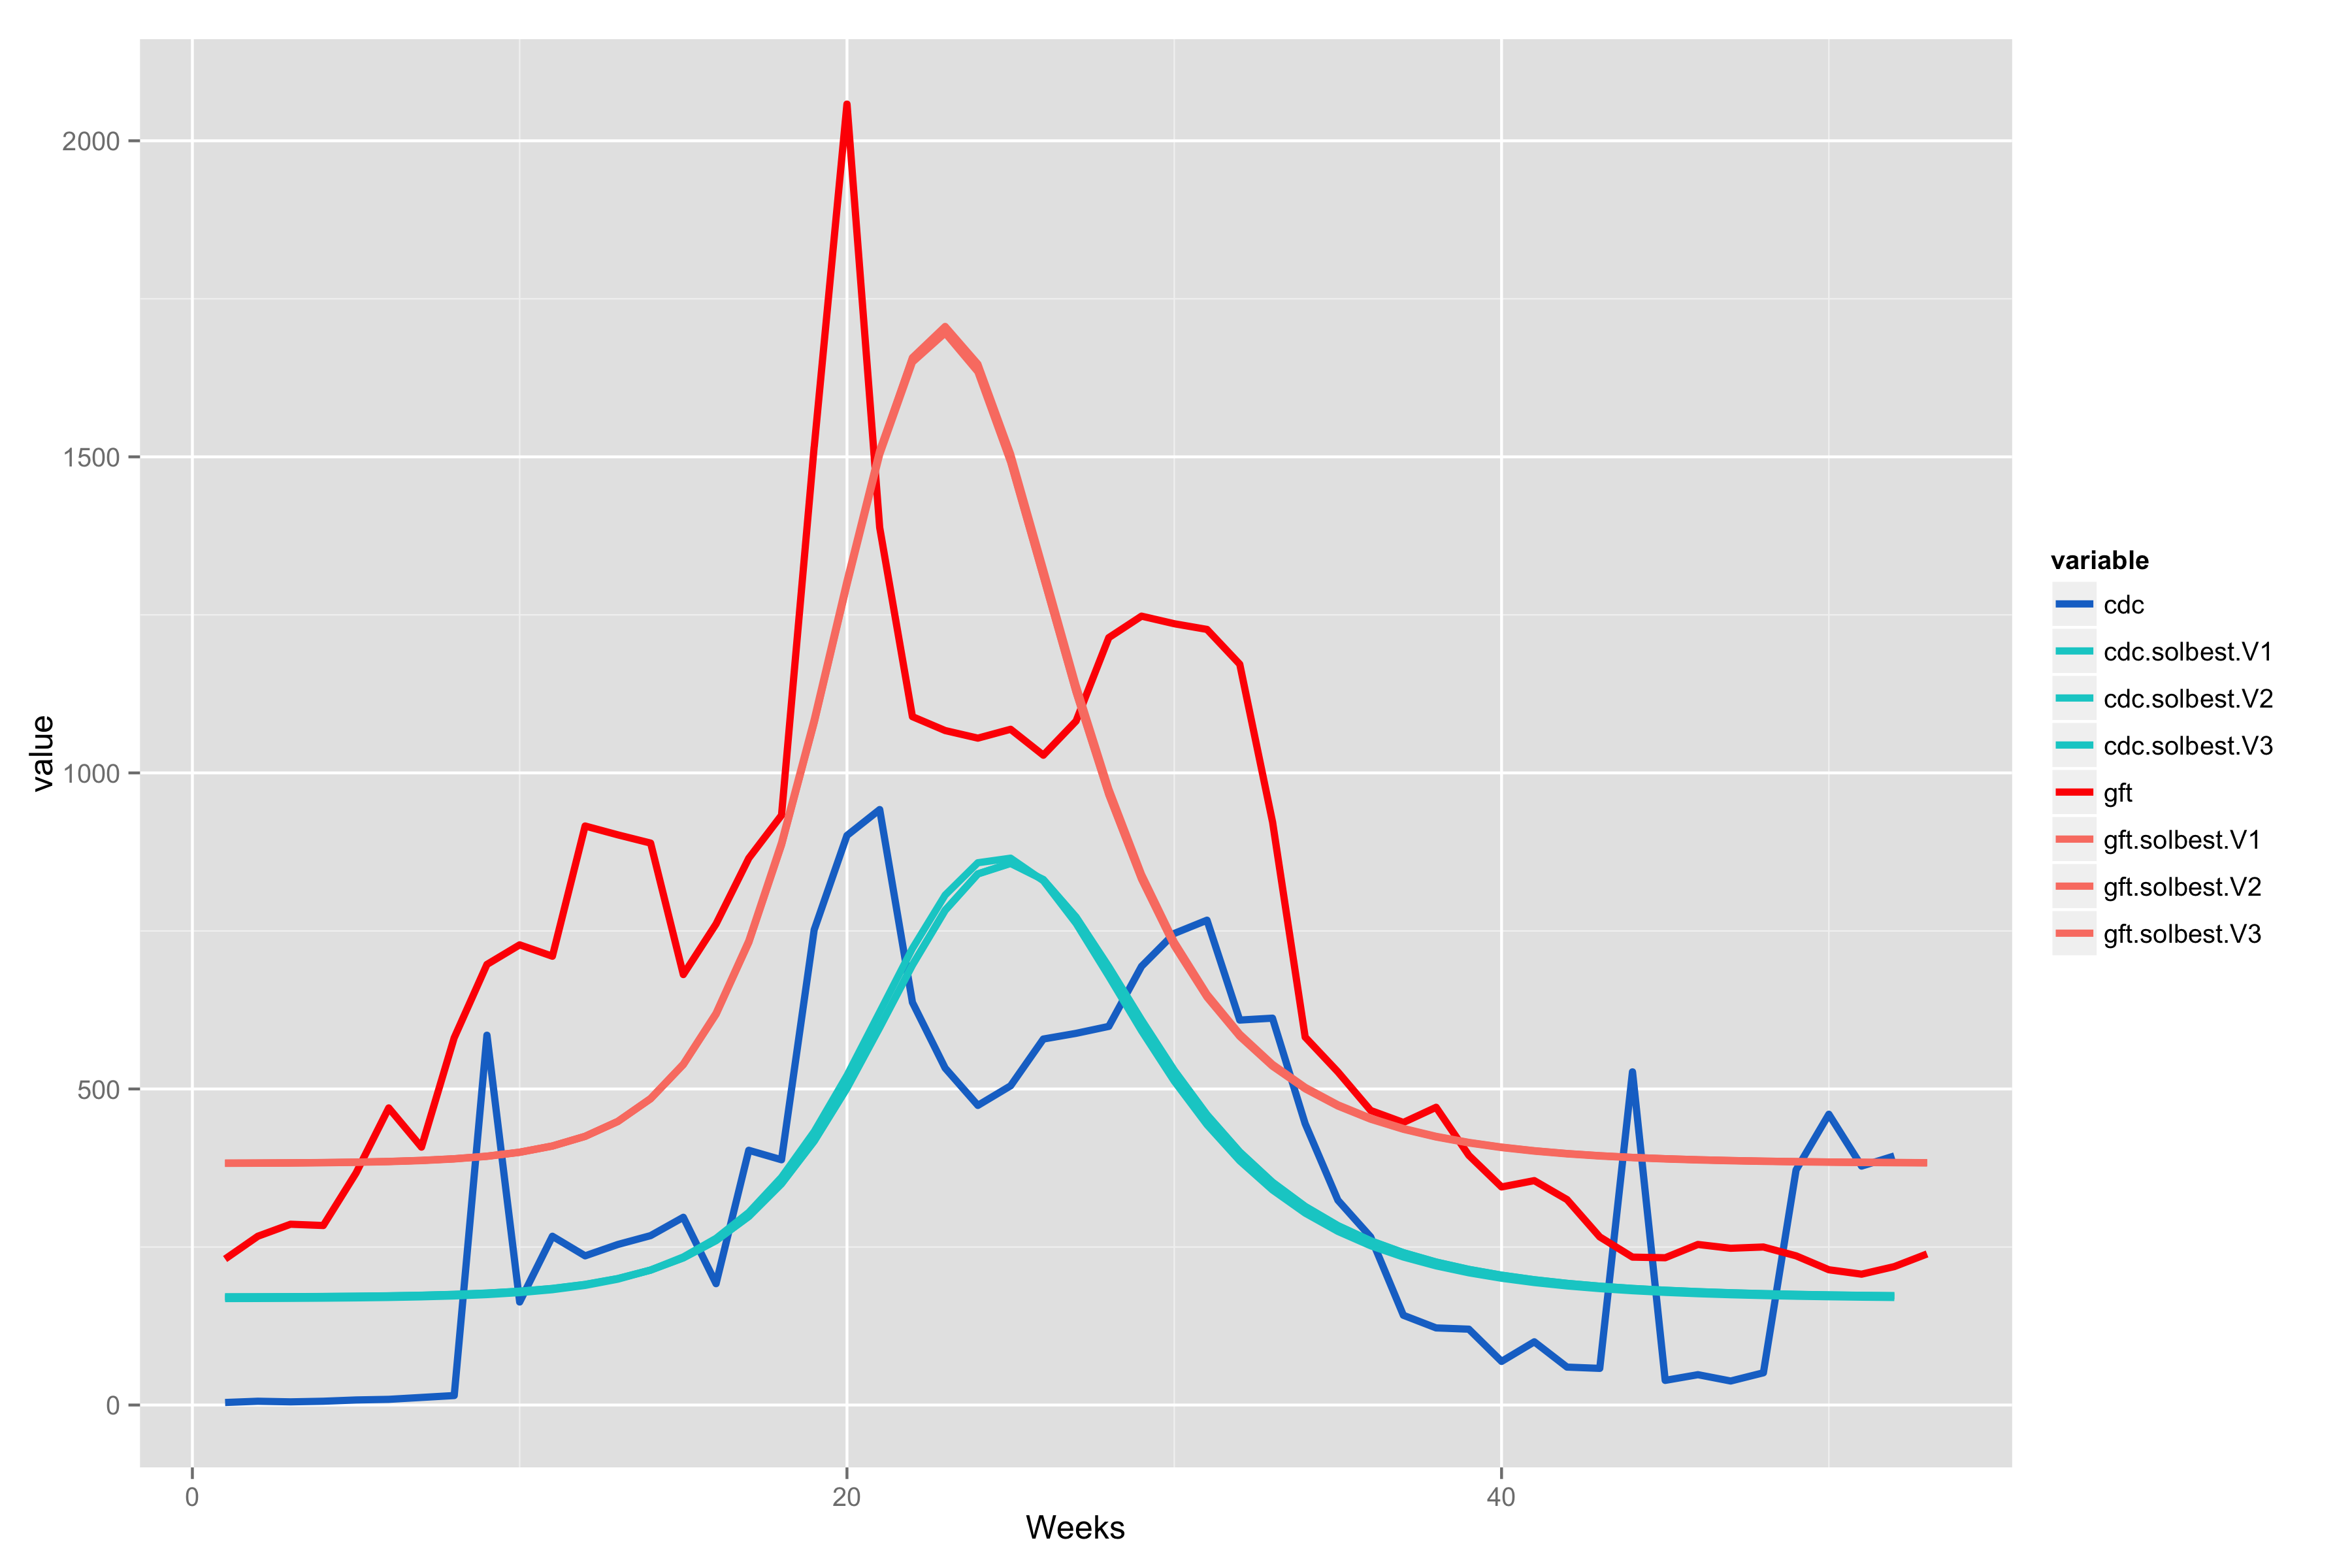 2000
1500
1000
500
0
value
0
20
40
Weeks
variable
cdc
cdc.solbest.V1
cdc.solbest.V2
cdc.solbest.V3
gft
gft.solbest.V1
gft.solbest.V2
gft.solbest.V3